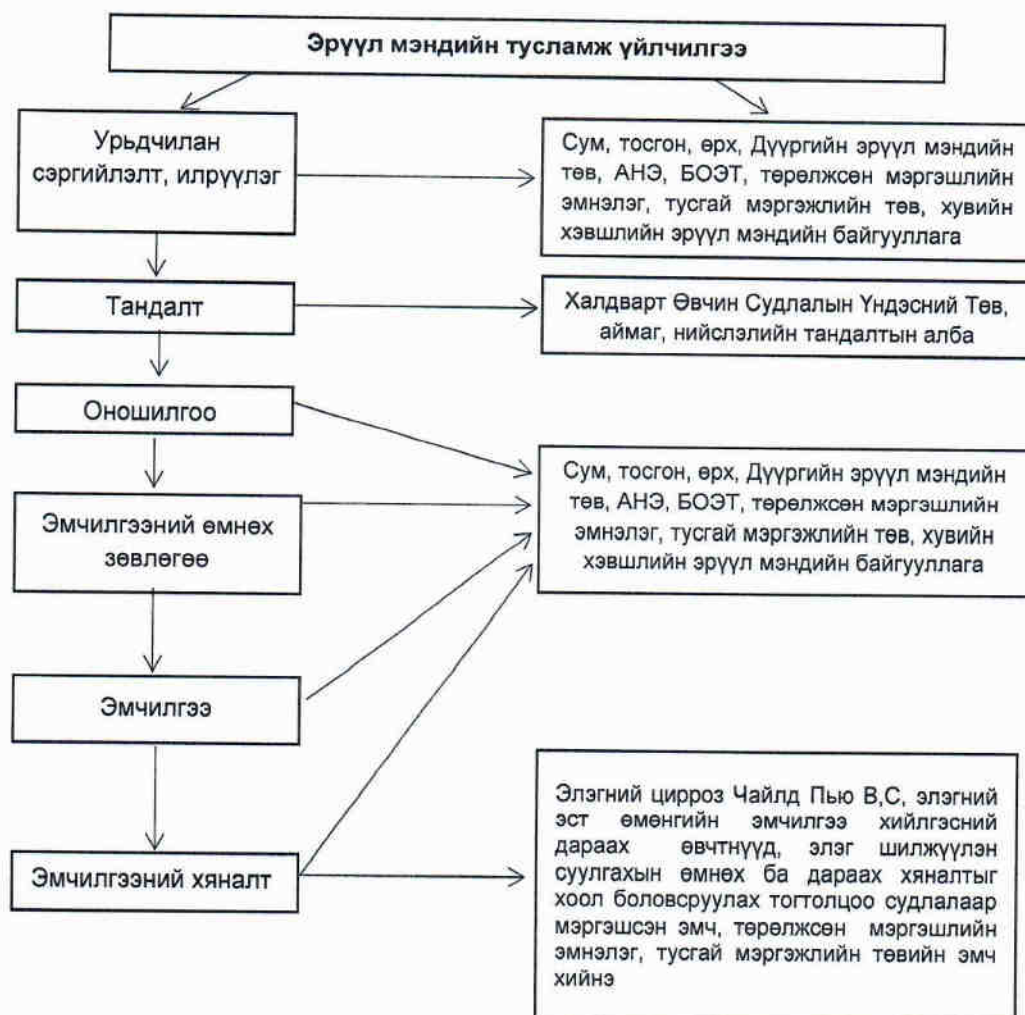 Эрүүл мэндийн тусламж үйлчилгээ
Урьдчилан
сэргийлэлт, илрүүлэг
Сум, тосгон, өрх, Дүүргийн эрүүл мэндийн
төв, АНЭ, БОЭТ, төрөлжсөн мэргэшлийн
эмнэлэг, тусгай мэргэжлийн төв, хувийн
хэвшлийн эрүүл мэндийн байгууллага
Тандалт
Халдварт Өвчин Судлалын Үндэсний Төв,
аймаг, нийслэлийн тандалтын алба
Оношилгоо
Эмчилгээний өмнөх
зөвлөгөө
Сум, тосгон, өрх, Дүүргийн эрүүл мэндийн
төв, АНЭ, БОЭТ, төрөлжсөн мэргэшлийн
эмнэлэг, тусгай мэргэжлийн төв, хувийн
хэвшлийн эрүүл мэндийн байгууллага
Эмчилгээ
Эмчилгээний хяналт
Элэгний цирроз Чайлд Пью В,С, элэгний
эст өмөнгийн эмчилгээ хийлгэсний
дараах өвчтнүүд, элэг шилжүүлэн
суулгахын өмнөх ба дараах хяналтыг
хоол боловсруулах тогтолцоо судлалаар
мэргэшсэн эмч, төрөлжсөн мэргэшлийн
эмнэлэг, тусгай мэргэжлийн төвийн эмч
хийнэ